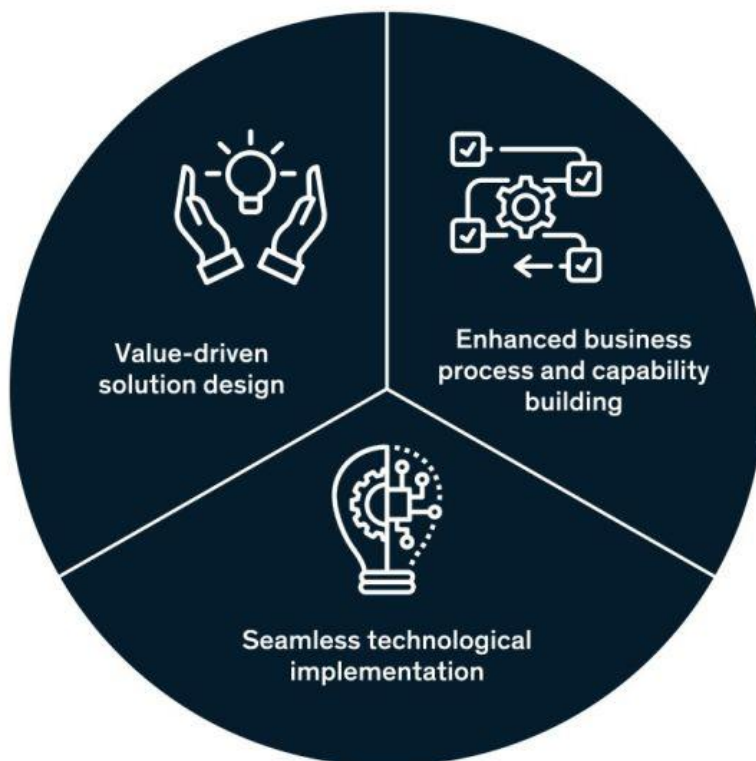 Value-driven
solution design
Enhanced business
process and capability
building
Seamless technological
implementation